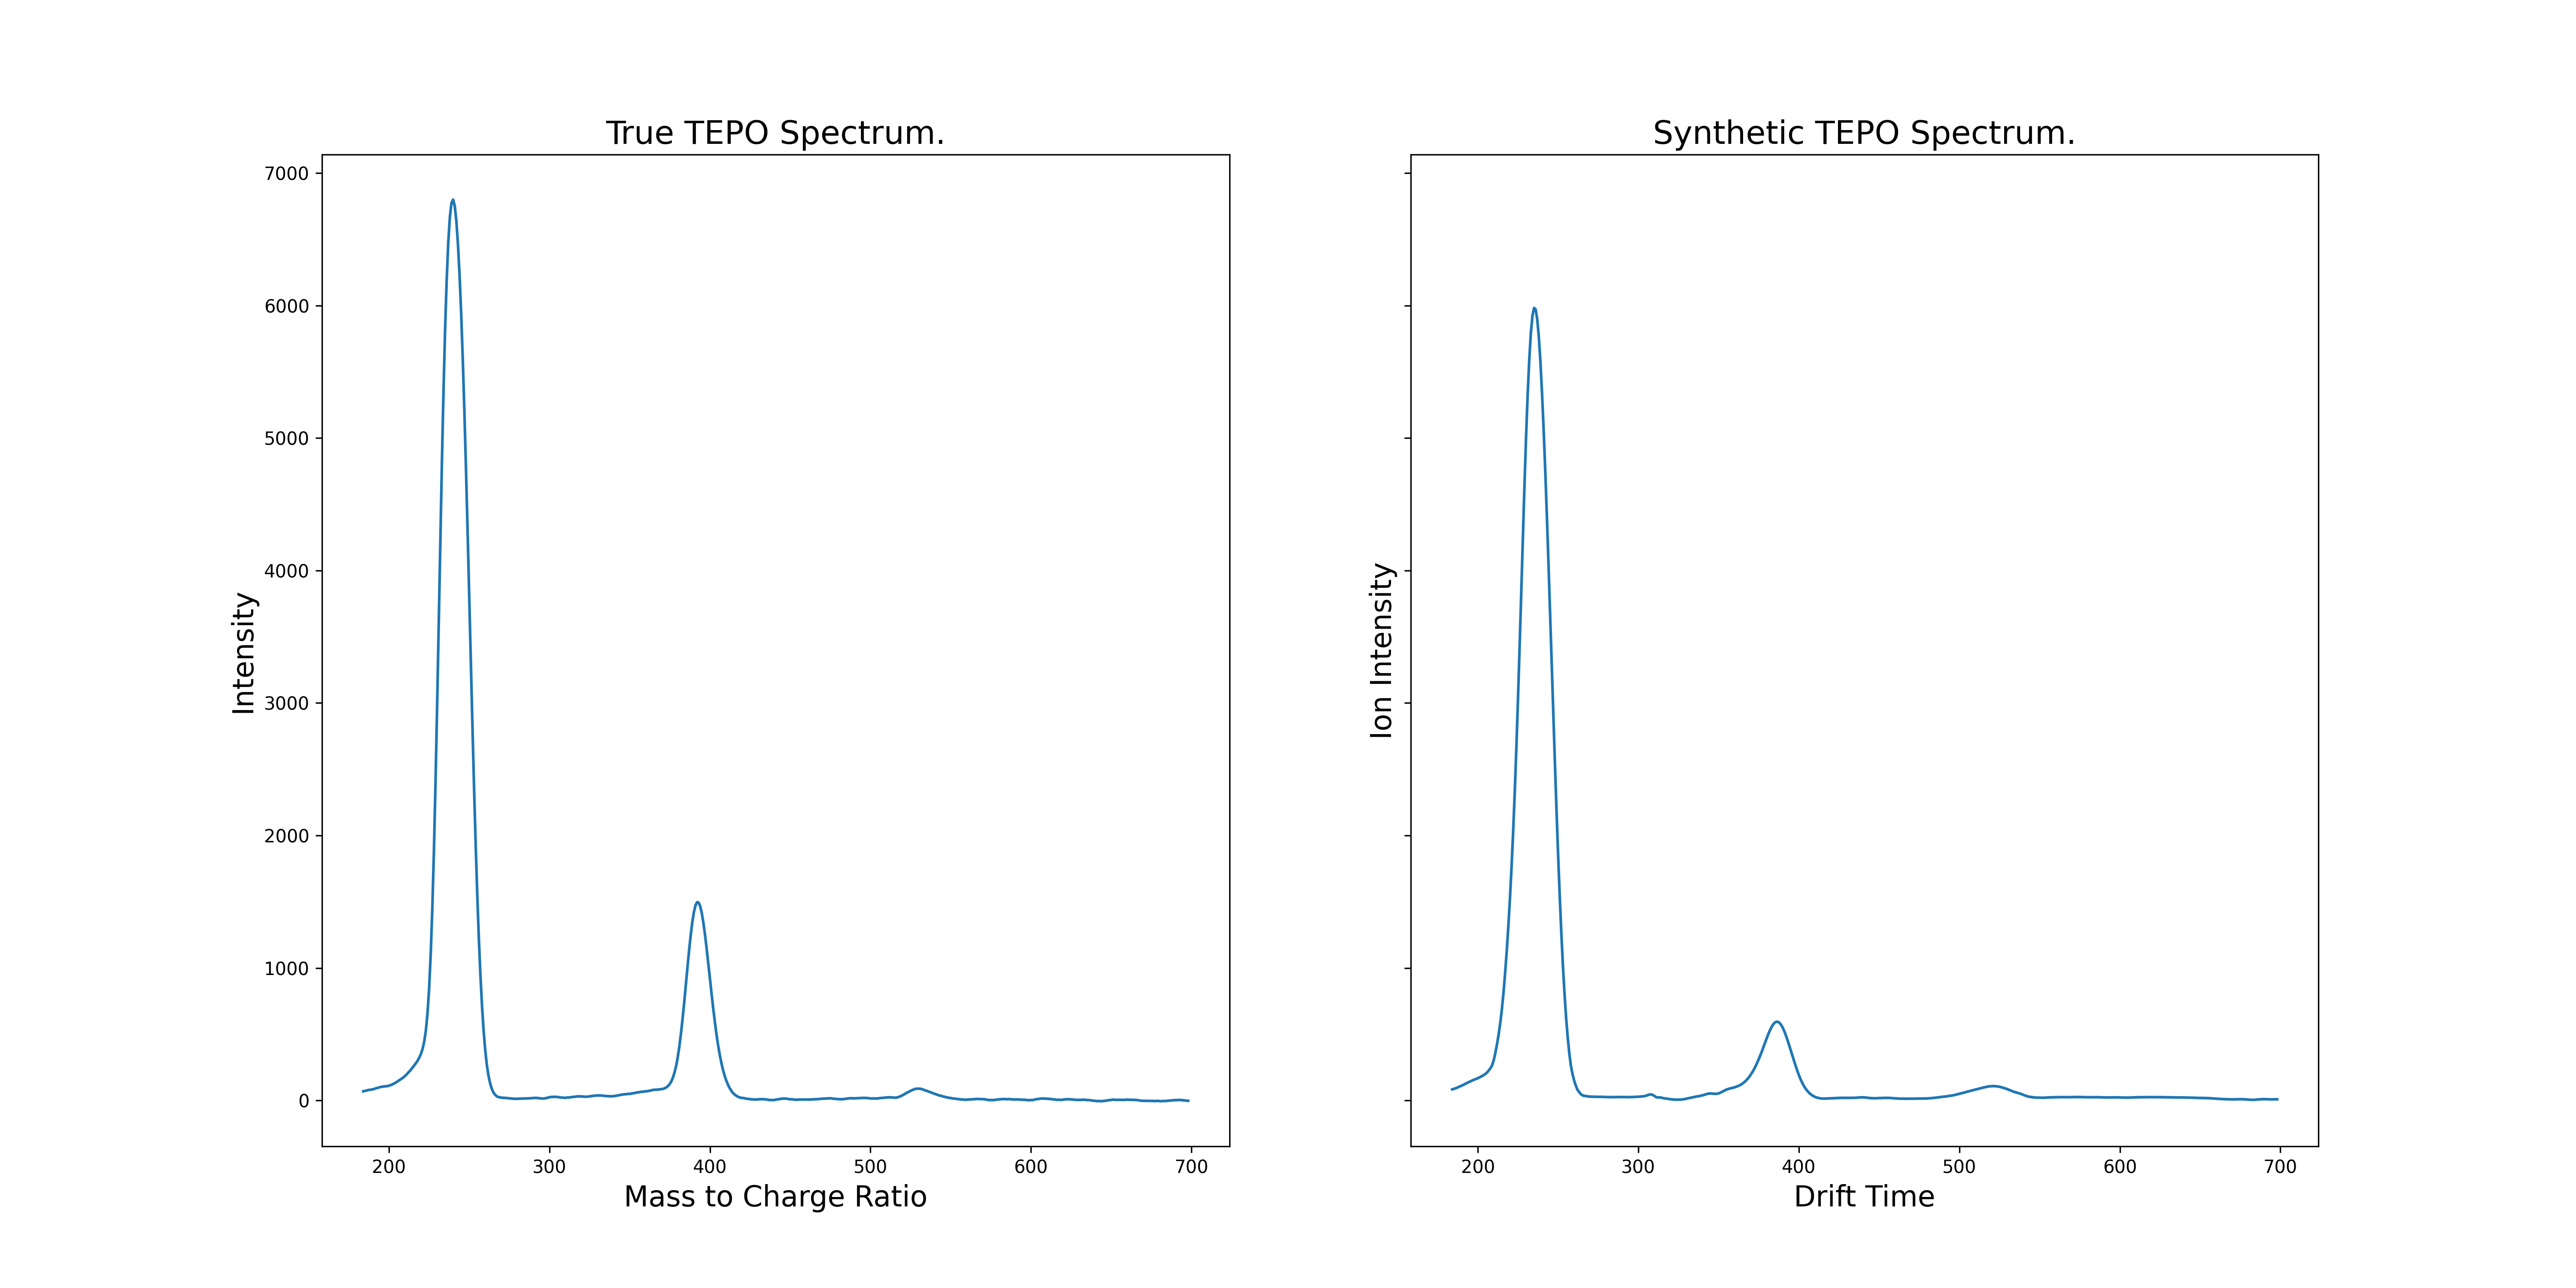 True TEPO Spectrum.
Intensity
7000
6000
5000
4000
3000
2000
1000
0
200 300 400 500 600 700
Mass to Charge Ratio
Synthetic TEPO Spectrum.
Ion Intensity
200 300 400 500 600 700
Drift Time